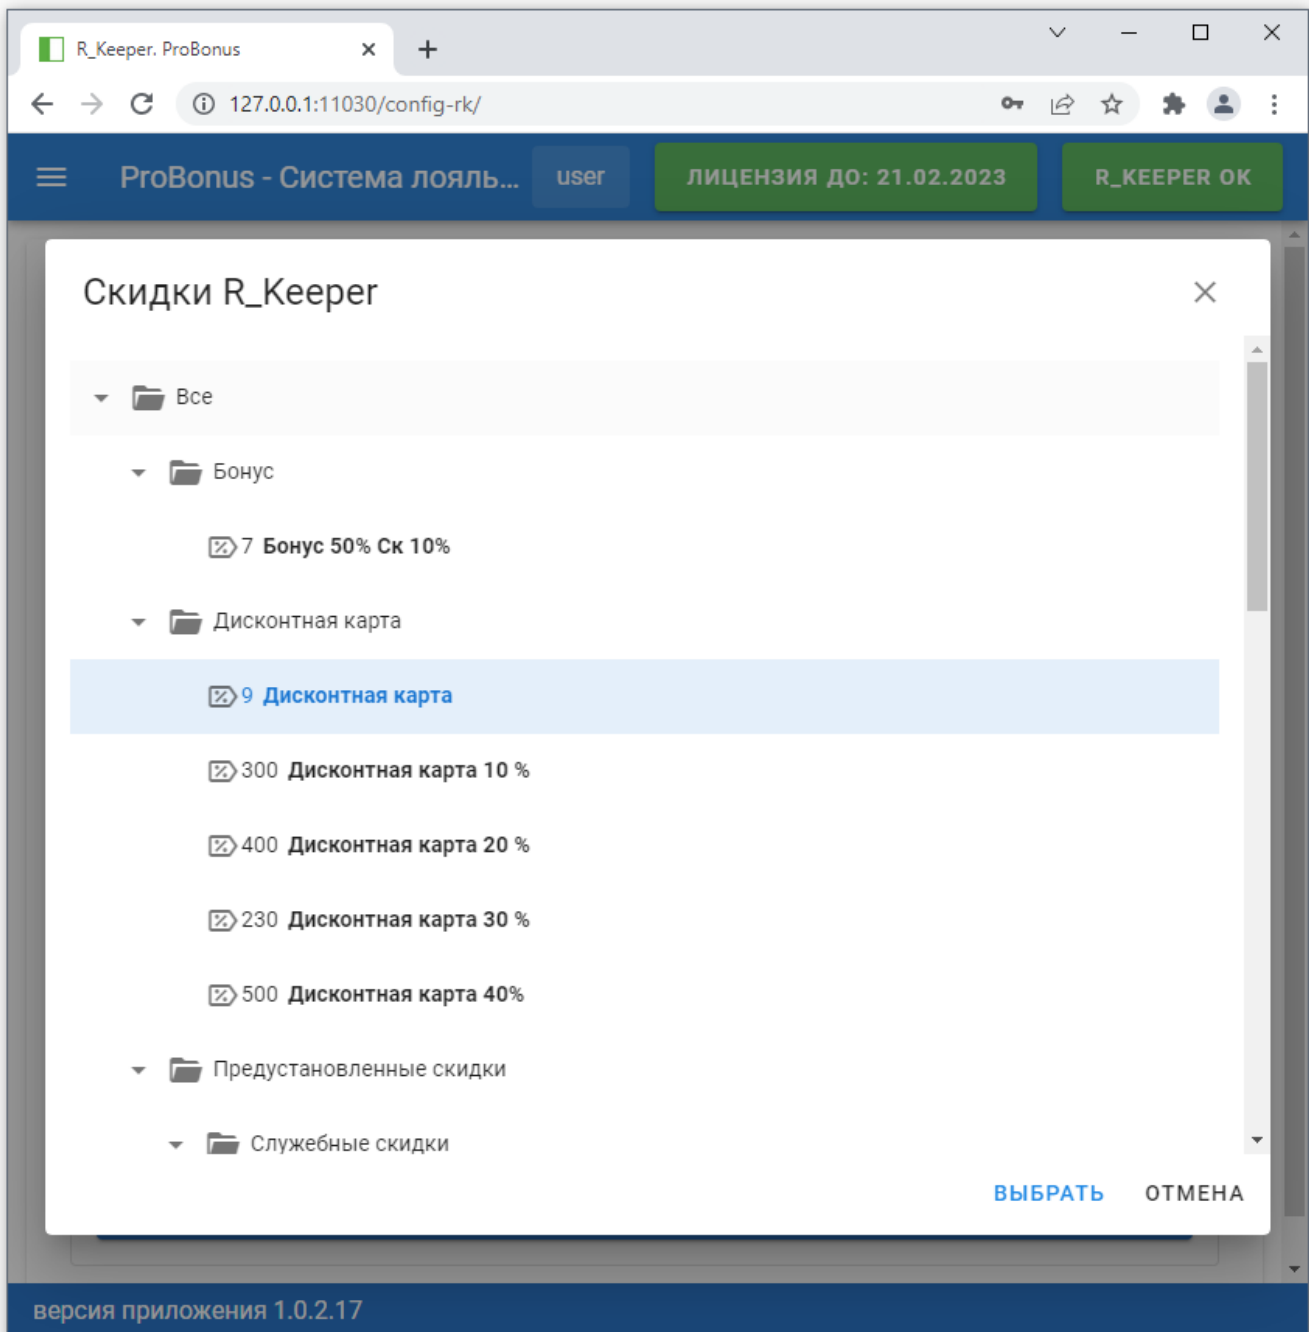 R_Keeper. ProBonus
127.0.0.1:11030/config-rk/
ProBonus - Система лояль... user ЛИЦЕНЗИЯ ДО: 21.02.2023 R_KEEPER OK
Скидки R_Keeper
Все
Бонус
7 Бонус 50% Ск 10%
Дисконтная карта
9 Дисконтная карта
300 Дисконтная карта 10 %
400 Дисконтная карта 20 %
230 Дисконтная карта 30 %
500 Дисконтная карта 40%
Предустановленные скидки
Служебные скидки
ВЫБРАТЬ ОТМЕНА
версия приложения 1.0.2.17